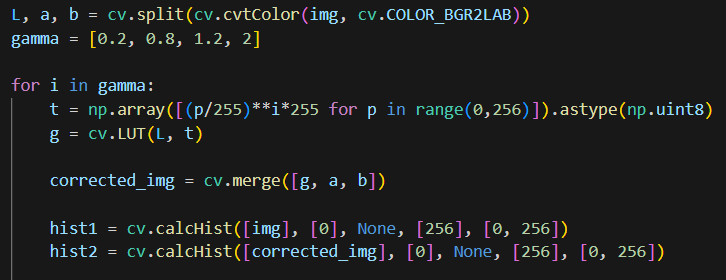 L, a, b = cv.split(cv.cvtColor(img, cv.COLOR_BGR2LAB))
gamma = [0.2, 0.8, 1.2, 2]

for i in gamma:
    t = np.array([(p/255)**i*255 for p in range(0,256)]).astype(np.uint8)
    g = cv.LUT(L, t)

    corrected_img = cv.merge([g, a, b])

    hist1 = cv.calcHist([img], [0], None, [256], [0, 256])
    hist2 = cv.calcHist([corrected_img], [0], None, [256], [0, 256])